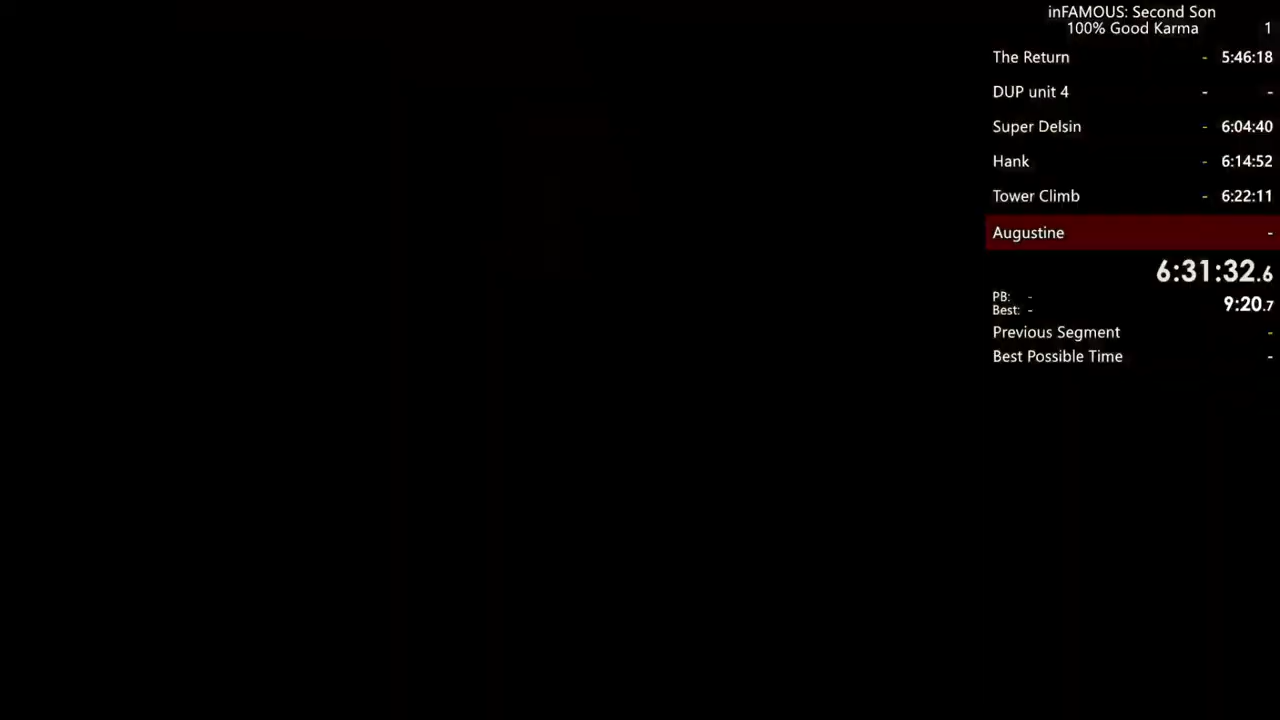 inFAMOUS: Second Son
100% Good Karma 1
The Return - 5:46:18
DUP unit 4 - -
Super Delsin - 6:04:40
Hank - 6:14:52
Tower Climb - 6:22:11
Augustine -
6:31:32.6
PB: - 9:20.7
Best: -
Previous Segment -
Best Possible Time -